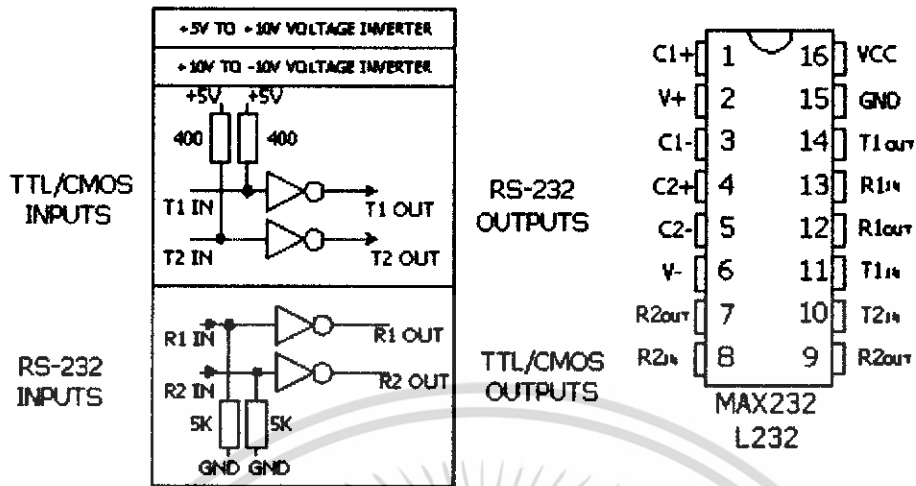 +5V TO +10V VOLTAGE INVERTER
+10V TO -10V VOLTAGE INVERTER
+5V +5V
400 400
TTL/CMOS
INPUTS
T1 IN T1 OUT
T2 IN T2 OUT
RS-232
OUTPUTS
R1 IN R1 OUT
R2 IN R2 OUT
RS-232
INPUTS
5K 5K
GND GND
TTL/CMOS
OUTPUTS
C1+ 1 16 VCC
V+ 2 15 GND
C1- 3 14 T1OUT
C2+ 4 13 R1IN
C2- 5 12 R1OUT
V- 6 11 T1IN
R2OUT 7 10 T2IN
R2IN 8 9 R2OUT
MAX232
L232